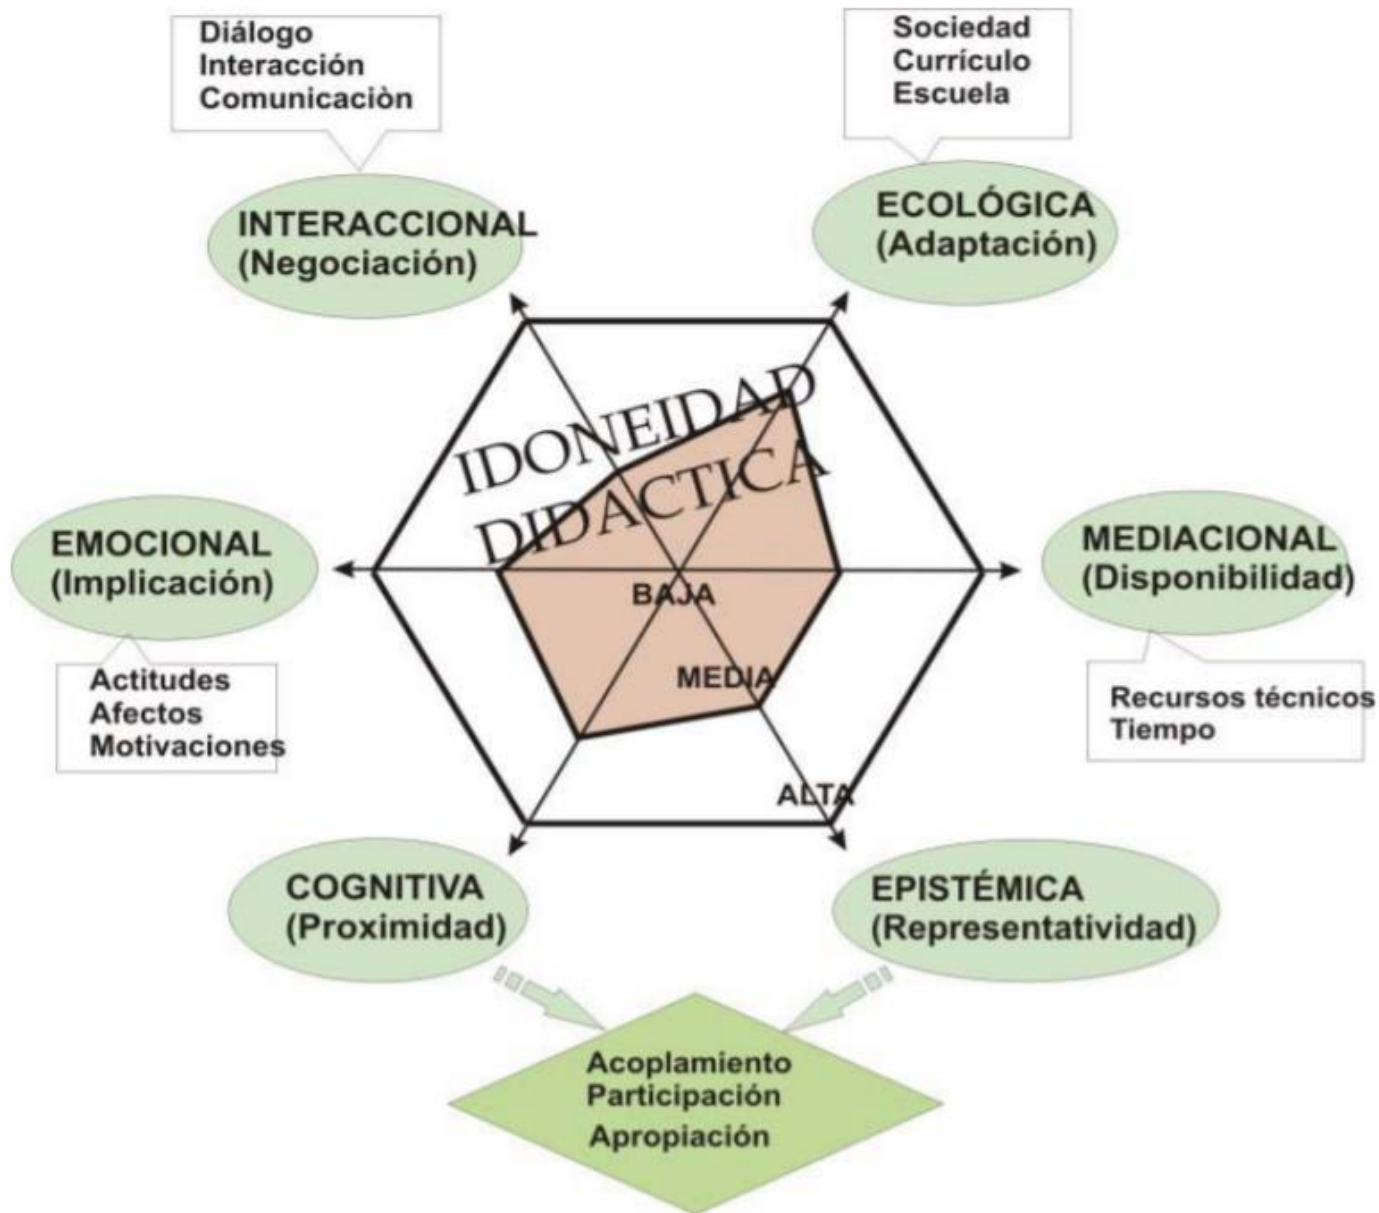 Diálogo
Interacción
Comunicaciòn
Sociedad
Currículo
Escuela
INTERACCIONAL
(Negociación)
ECOLÓGICA
(Adaptación)
IDONEIDAD
DIDACTICA
EMOCIONAL
(Implicación)
MEDIACIONAL
(Disponibilidad)
BAJA
MEDIA
ALTA
Actitudes
Afectos
Motivaciones
Recursos técnicos
Tiempo
COGNITIVA
(Proximidad)
EPISTÉMICA
(Representatividad)
Acoplamiento
Participación
Apropiación